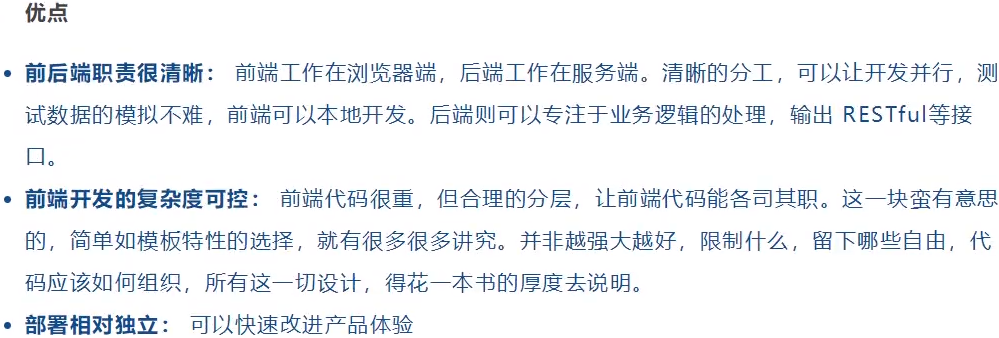 优点
前后端职责很清晰： 前端工作在浏览器端，后端工作在服务端。清晰的分工，可以让开发并行，测
试数据的模拟不难，前端可以本地开发。后端则可以专注于业务逻辑的处理，输出 RESTful等接
口。
前端开发的复杂度可控： 前端代码很重，但合理的分层，让前端代码能各司其职。这一块蛮有意思
的，简单如模板特性的选择，就有很多很多讲究。并非越强大越好，限制什么，留下哪些自由，代
码应该如何组织，所有这一切设计，得花一本书的厚度去说明。
部署相对独立： 可以快速改进产品体验